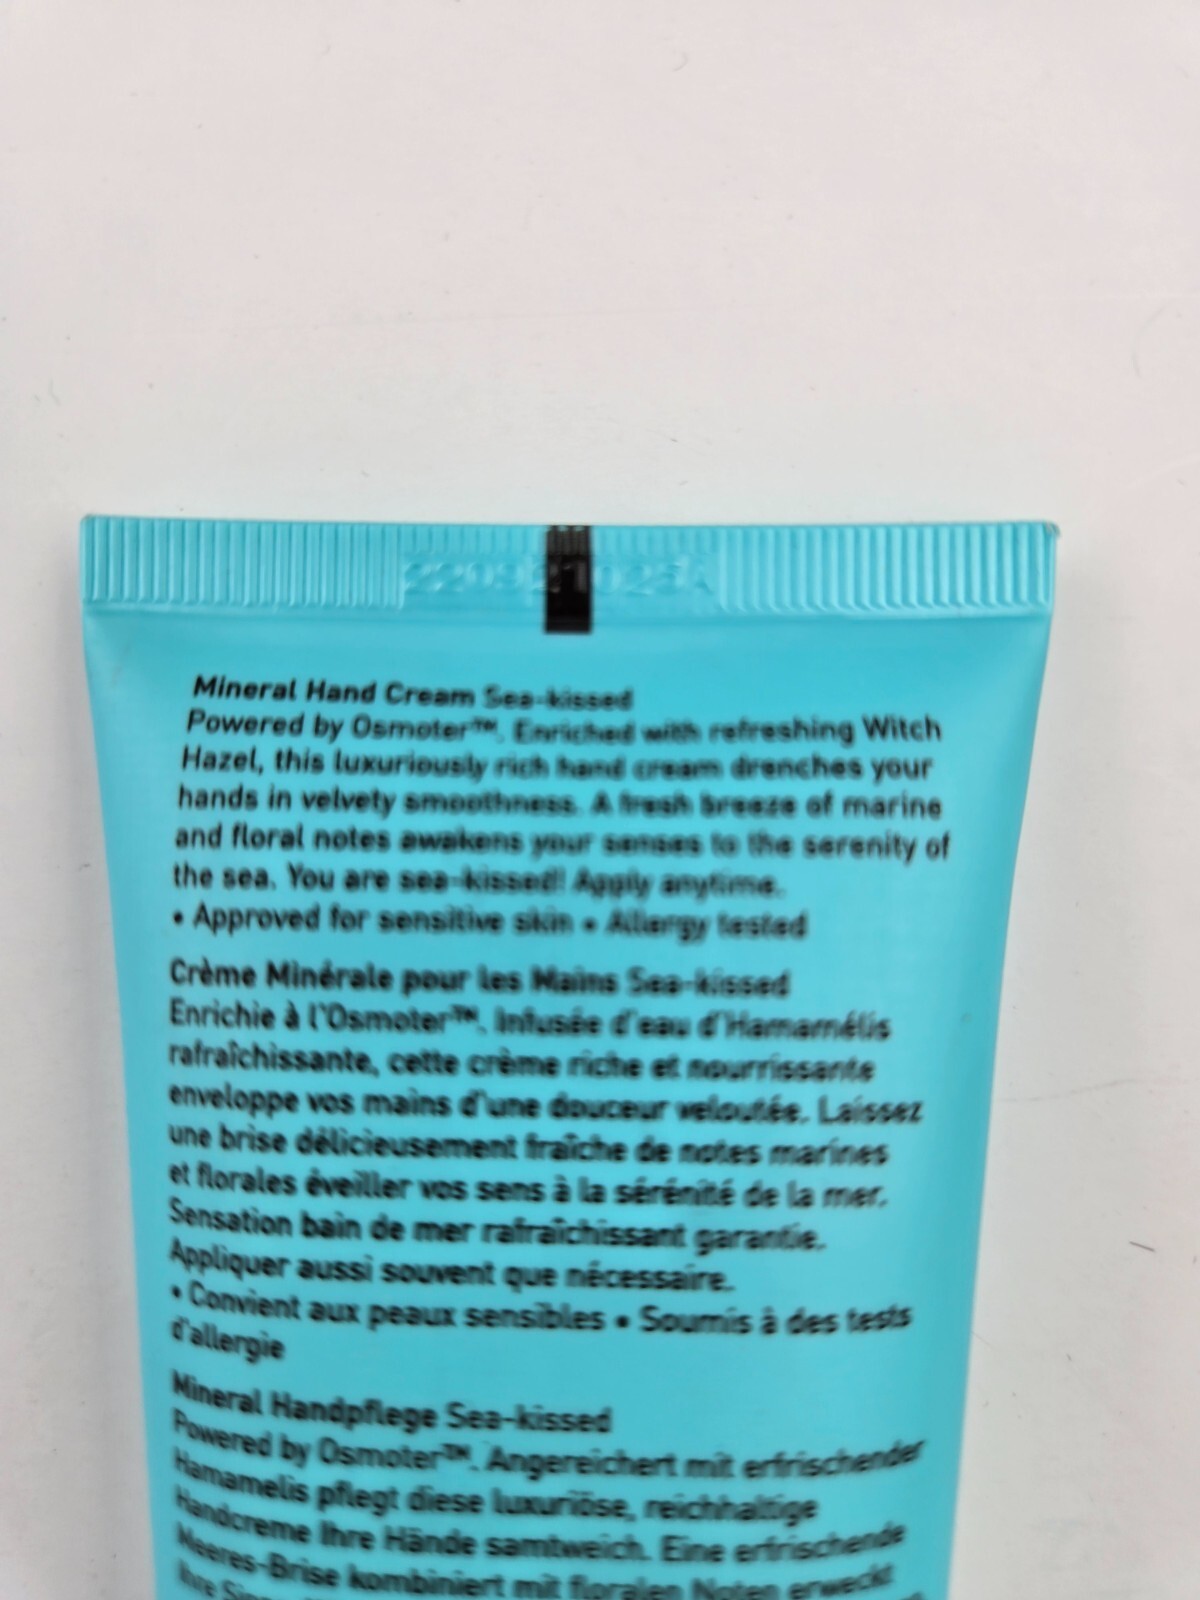 Mineral Hand Cream Sea-kissed
Powered by Osmoter™. Enriched with refreshing Witch
Hazel, this luxuriously rich hand cream drenches your
hands in velvety smoothness. A fresh breeze of marine
and floral notes awakens your senses to the serenity of
the sea. You are sea-kissed! Apply anytime.
• Approved for sensitive skin • Allergy tested
Crème Minérale pour les Mains Sea-kissed
Enrichie à l'Osmoter™. Infusée d'eau d'Hamamélis
rafraîchissante, cette crème riche et nourrissante
enveloppe vos mains d'une douceur veloutée. Laissez
une brise délicieusement fraîche de notes marines
et florales éveiller vos sens à la sérénité de la mer.
Sensation bain de mer rafraîchissant garantie.
Appliquer aussi souvent que nécessaire.
• Convient aux peaux sensibles • Soumis à des tests
d'allergie
Mineral Handpflege Sea-kissed
Powered by Osmoter™. Angereichert mit erfrischender
Hamamelis pflegt diese luxuriöse, reichhaltige
Handcreme Ihre Hände samtweich. Eine erfrischende
Meeres-Brise kombiniert mit floralen Noten erweckt
Ihre